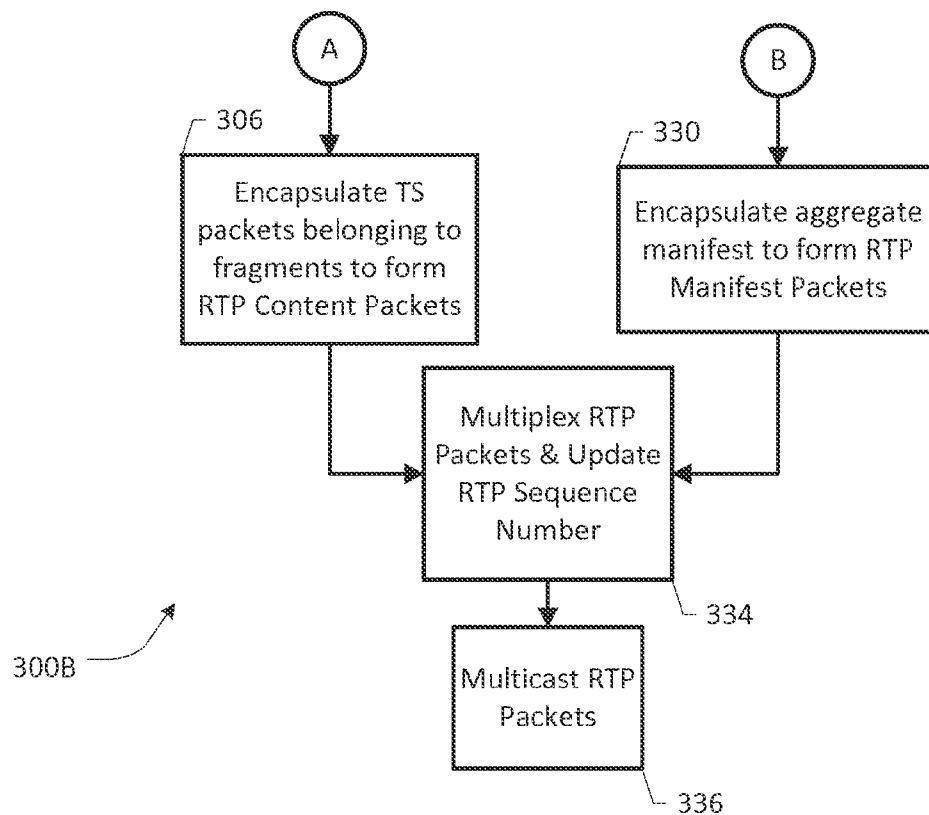 A
B
306
330
Encapsulate TS
packets belonging to
fragments to form
RTP Content Packets
Encapsulate aggregate
manifest to form RTP
Manifest Packets
Multiplex RTP
Packets & Update
RTP Sequence
Number
334
300B
Multicast RTP
Packets
336